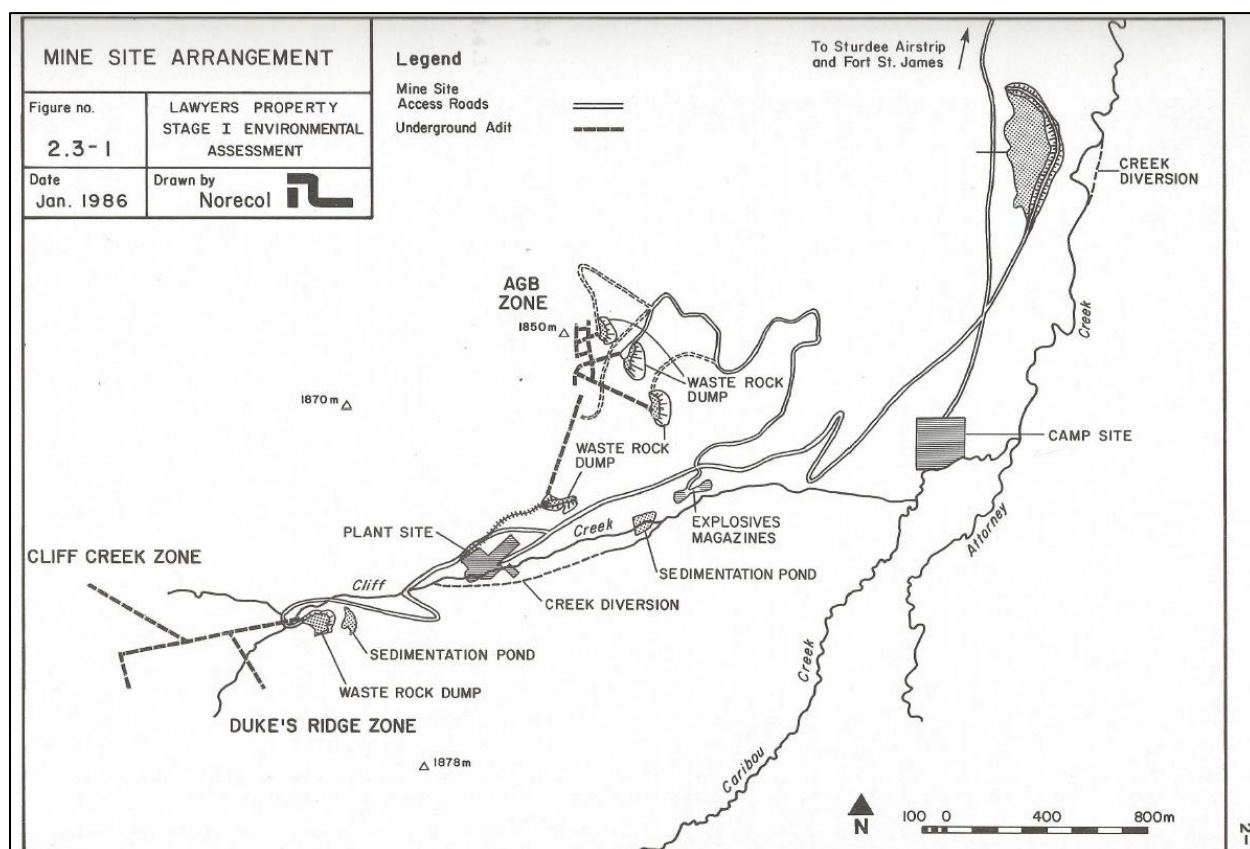 MINE SITE ARRANGEMENT
Figure no.
2.3-1
LAWYERS PROPERTY
STAGE I ENVIRONMENTAL
ASSESSMENT
Date
Jan. 1986
Drawn by
Norecol
Legend
Mine Site
Access Roads
Underground Adit
To Sturdee Airstrip
and Fort St. James
CREEK
DIVERSION
Creek
AGB
ZONE
1850m
WASTE ROCK
DUMP
1870m
CAMP SITE
WASTE ROCK
DUMP
PLANT SITE
Creek
EXPLOSIVES
MAGAZINES
Attorney
CLIFF CREEK ZONE
SEDIMENTATION POND
Cliff
CREEK DIVERSION
SEDIMENTATION POND
WASTE ROCK DUMP
Creek
DUKE'S RIDGE ZONE
1878m
Caribou
N
100 0 400 800m
2-